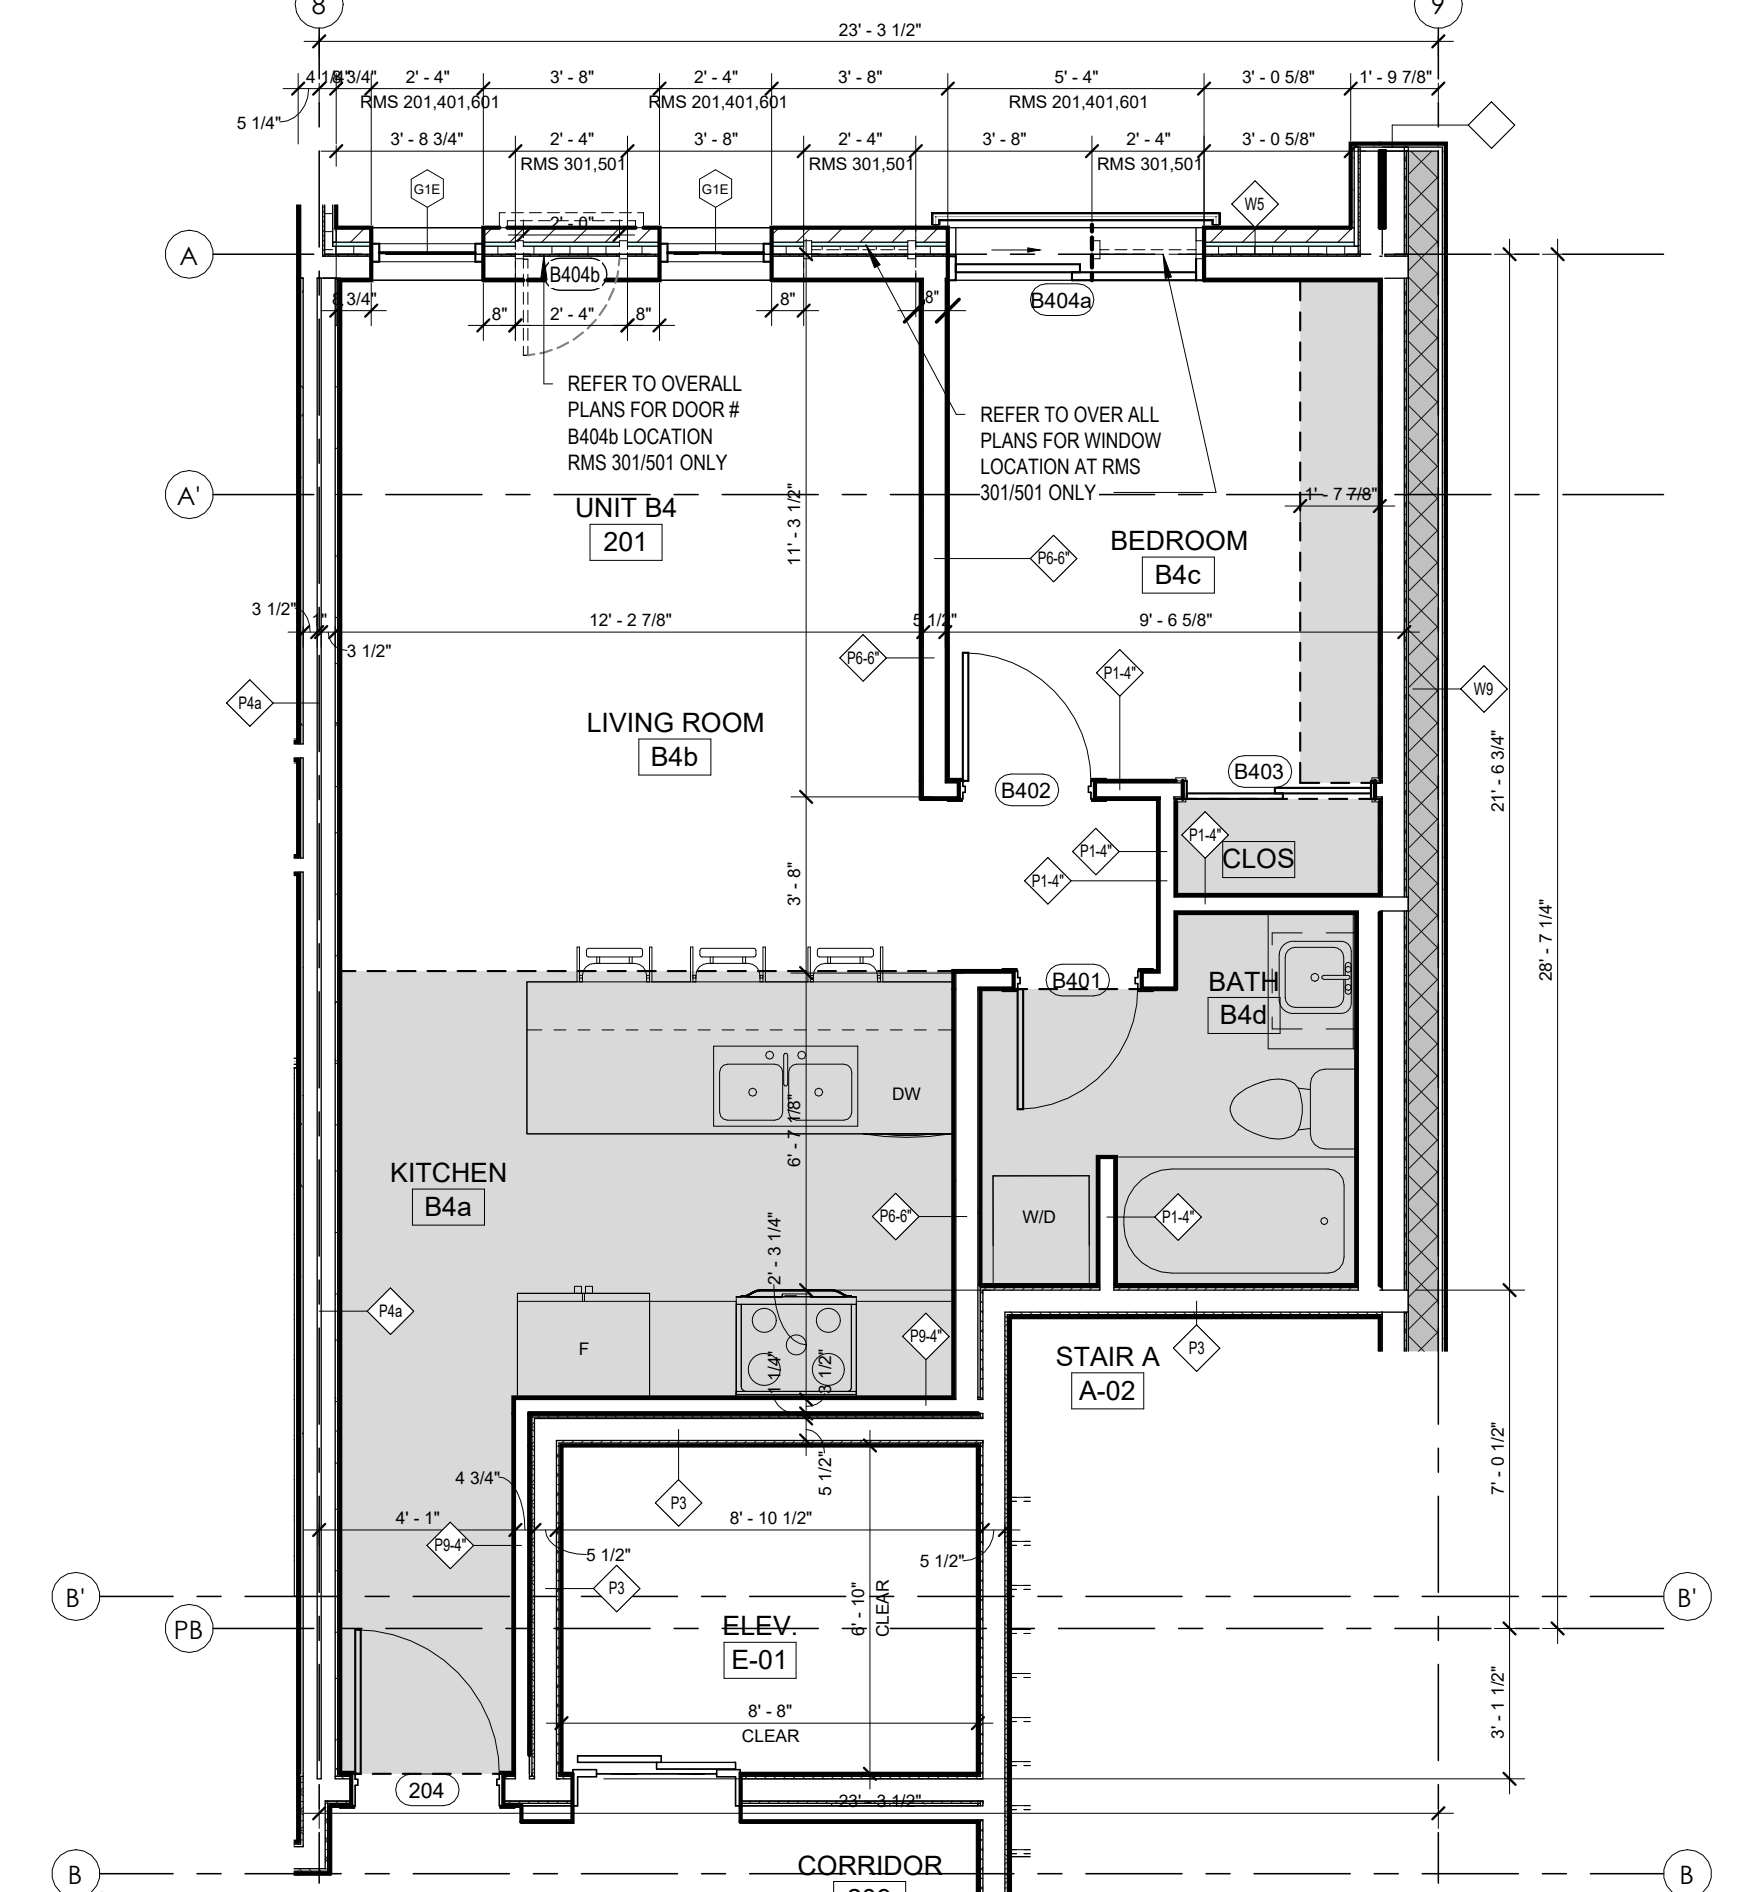 8
9
23' - 3 1/2"
4 1/4"
8 3/4"
2' - 4"
3' - 8"
2' - 4"
3' - 8"
5' - 4"
3' - 0 5/8"
1' - 9 7/8"
RMS 201,401,601
RMS 201,401,601
RMS 201,401,601
5 1/4"
3' - 8 3/4"
2' - 4"
3' - 8"
2' - 4"
3' - 8"
2' - 4"
3' - 0 5/8"
RMS 301,501
RMS 301,501
RMS 301,501
G1E
G1E
W5
2' - 0"
A
B404b
B404a
8 3/4"
8"
2' - 4"
8"
8"
8"
REFER TO OVERALL
PLANS FOR DOOR #
B404b LOCATION
RMS 301/501 ONLY
REFER TO OVER ALL
PLANS FOR WINDOW
LOCATION AT RMS
301/501 ONLY
A'
1' - 7 7/8"
UNIT B4
201
11' - 3 1/2"
BEDROOM
B4c
P6-6"
3 1/2"
1"
12' - 2 7/8"
5 1/2"
9' - 6 5/8"
3 1/2"
P6-6"
P1-4"
P4a
W9
LIVING ROOM
B4b
21' - 6 3/4"
B402
B403
P1-4"
P1-4"
P1-4"
CLOS
3' - 8"
28' - 7 1/4"
B401
BATH
B4d
DW
6' - 7 1/8"
KITCHEN
B4a
P6-6"
W/D
P1-4"
2' - 3 1/4"
P4a
P9-4"
F
P3
STAIR A
A-02
1 1/4"
3 1/2"
7' - 0 1/2"
5 1/2"
4 3/4"
P3
4' - 1"
8' - 10 1/2"
P9-4"
5 1/2"
5 1/2"
P3
6' - 10"
CLEAR
B'
B'
PB
ELEV.
E-01
3' - 1 1/2"
8' - 8"
CLEAR
204
23' - 3 1/2"
B
CORRIDOR
B